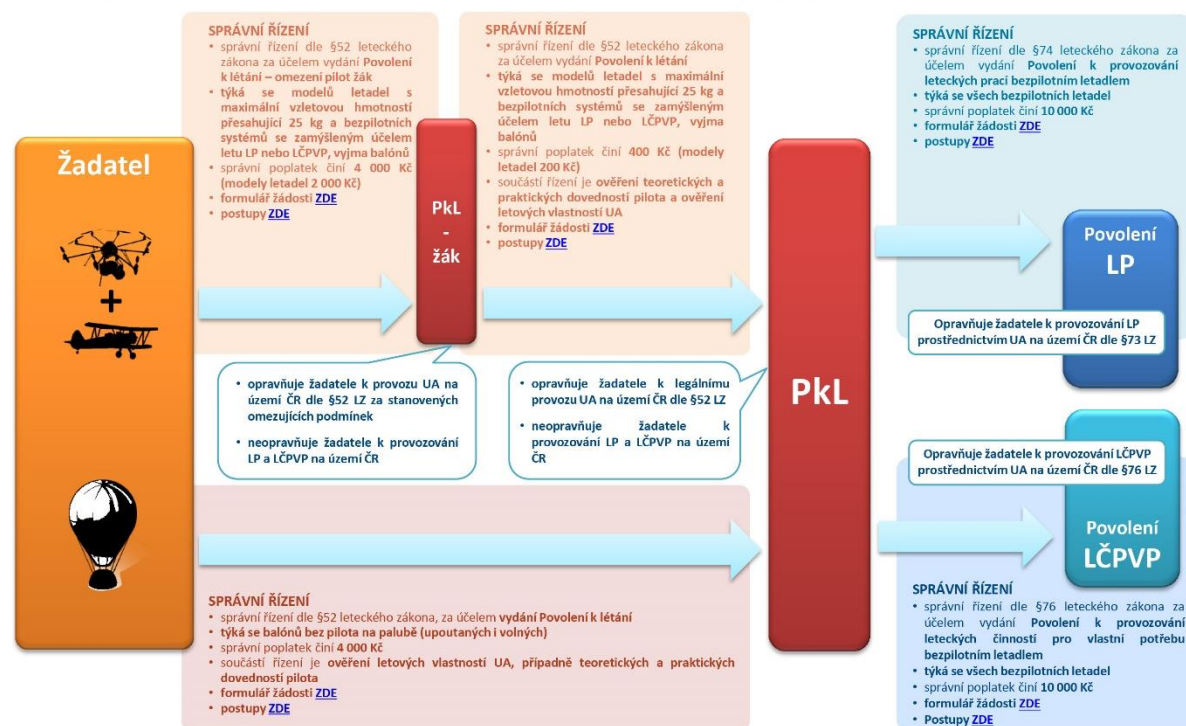 Žadatel
+
SPRÁVNÍ ŘÍZENÍ
• správní řízení dle §52 leteckého
zákona za účelem vydání Povolení
k létání – omezení pilot žák
• týká se modelů letadel s
maximální vzletovou hmotností
přesahující 25 kg a bezpilotních
systémů se zamýšleným účelem
letu LP nebo LČPVP, vyjma balónů
• správní poplatek činí 4 000 Kč
(modely letadel 2 000 Kč)
• formulář žádosti ZDE
• postupy ZDE
PkL
-
žák
SPRÁVNÍ ŘÍZENÍ
• správní řízení dle §52 leteckého zákona
za účelem vydání Povolení k létání
• týká se modelů letadel s maximální
vzletovou hmotností přesahující 25 kg a
bezpilotních systémů se zamýšleným
účelem letu LP nebo LČPVP, vyjma
balónů
• správní poplatek činí 400 Kč (modely
letadel 200 Kč)
• součástí řízení je ověření teoretických a
praktických dovedností pilota a ověření
letových vlastností UA
• formulář žádosti ZDE
• postupy ZDE
• opravňuje žadatele k provozu UA na
území ČR dle §52 LZ za stanovených
omezujících podmínek
• neopravňuje žadatele k provozování
LP a LČPVP na území ČR
• opravňuje žadatele k legálnímu
provozu UA na území ČR dle §52 LZ
• neopravňuje žadatele k
provozování LP a LČPVP na území
ČR
PkL
SPRÁVNÍ ŘÍZENÍ
• správní řízení dle §74 leteckého zákona za
účelem vydání Povolení k provozování
leteckých prací bezpilotním letadlem
• týká se všech bezpilotních letadel
• správní poplatek činí 10 000 Kč
• formulář žádosti ZDE
• postupy ZDE
Povolení
LP
Opravňuje žadatele k provozování LP
prostřednictvím UA na území ČR dle §73 LZ
Opravňuje žadatele k provozování LČPVP
prostřednictvím UA na území ČR dle §76 LZ
Povolení
LČPVP
SPRÁVNÍ ŘÍZENÍ
• správní řízení dle §76 leteckého zákona za
účelem vydání Povolení k provozování
leteckých činností pro vlastní potřebu
bezpilotním letadlem
• týká se všech bezpilotních letadel
• správní poplatek činí 10 000 Kč
• formulář žádosti ZDE
• Postupy ZDE
SPRÁVNÍ ŘÍZENÍ
• správní řízení dle §52 leteckého zákona, za účelem vydání Povolení k létání
• týká se balónů bez pilota na palubě (upoutaných i volných)
• správní poplatek činí 4 000 Kč
• součástí řízení je ověření letových vlastností UA, případně teoretických a praktických
dovedností pilota
• formulář žádosti ZDE
• postupy ZDE